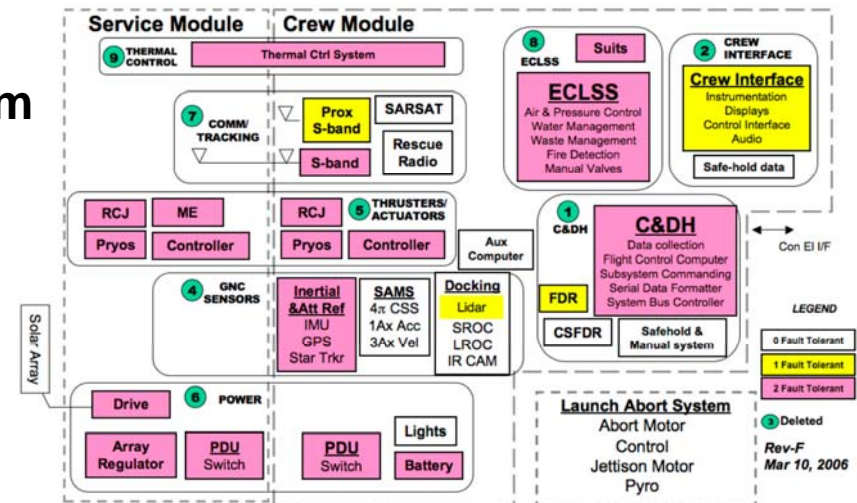 m
Service Module
Crew Module
9 THERMAL
CONTROL
Thermal Ctrl System
7
COMM/
TRACKING
Prox
S-band
SARSAT
S-band
Rescue
Radio
8
ECLSS
Suits
ECLSS
Air & Pressure Control
Water Management
Waste Management
Fire Detection
Manual Valves
2 CREW
INTERFACE
Crew Interface
Instrumentation
Displays
Control Interface
Audio
Safe-hold data
RCJ
ME
Pryos
Controller
RCJ
5 THRUSTERS/
ACTUATORS
Pryos
Controller
Aux
Computer
1
C&DH
C&DH
Data collection
Flight Control Computer
Subsystem Commanding
Serial Data Formatter
System Bus Controller
FDR
CSFDR
Safehold &
Manual system
Con EI I/F
4 GNC
SENSORS
Inertial
&Att Ref
IMU
GPS
Star Trkr
SAMS
4π CSS
1Ax Acc
3Ax Vel
Docking
Lidar
SROC
LROC
IR CAM
Solar Array
6 POWER
Drive
Array
Regulator
PDU
Switch
PDU
Switch
Lights
Battery
Launch Abort System
Abort Motor
Control
Jettison Motor
Pyro
LEGEND
0 Fault Tolerant
1 Fault Tolerant
2 Fault Tolerant
3 Deleted
Rev-F
Mar 10, 2006